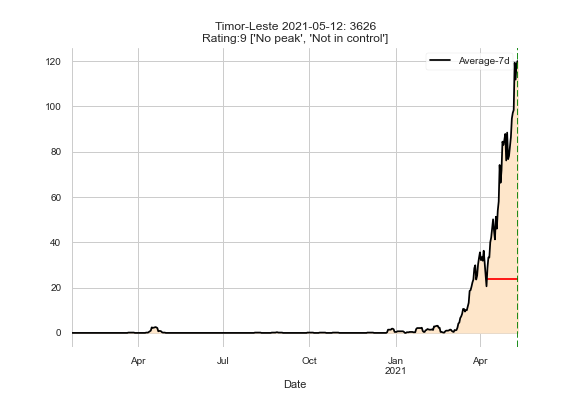 Timor-Leste 2021-05-12: 3626
Rating:9 ['No peak', 'Not in control']
Average-7d
120
100
80
60
40
20
0
Apr Jul Oct Jan Apr
2021
Date